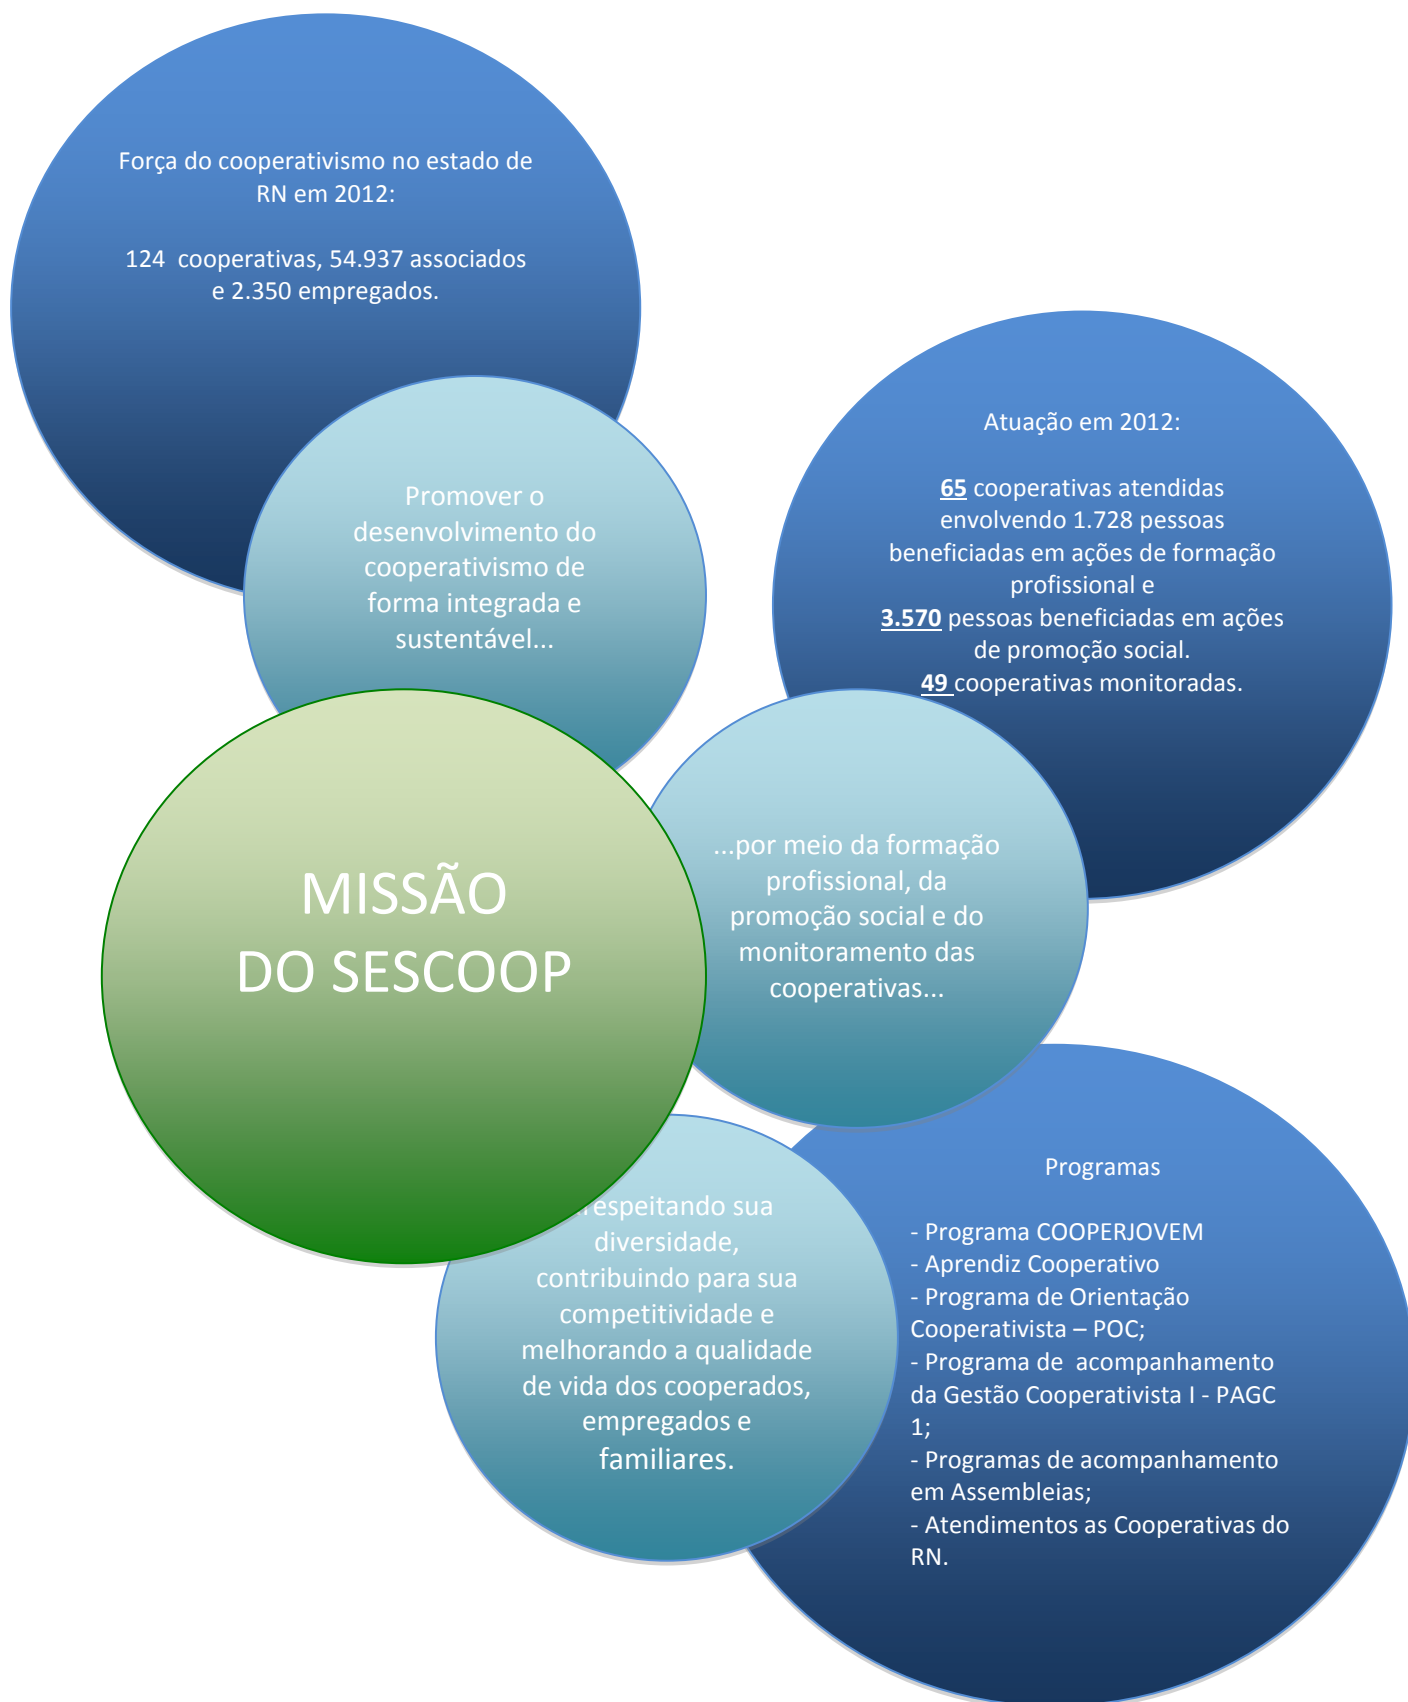 Força do cooperativismo no estado de
RN em 2012:
124 cooperativas, 54.937 associados
e 2.350 empregados.
Promover o
desenvolvimento do
cooperativismo de
forma integrada e
sustentável...
Atuação em 2012:
65 cooperativas atendidas
envolvendo 1.728 pessoas
beneficiadas em ações de formação
profissional e
3.570 pessoas beneficiadas em ações
de promoção social.
49 cooperativas monitoradas.
MISSÃO
DO SESCOOP
...por meio da formação
profissional, da
promoção social e do
monitoramento das
cooperativas...
respeitando sua
diversidade,
contribuindo para sua
competitividade e
melhorando a qualidade
de vida dos cooperados,
empregados e
familiares.
Programas
- Programa COOPERJOVEM
- Aprendiz Cooperativo
- Programa de Orientação
Cooperativista – POC;
- Programa de acompanhamento
da Gestão Cooperativista I - PAGC
1;
- Programas de acompanhamento
em Assembleias;
- Atendimentos as Cooperativas do
RN.